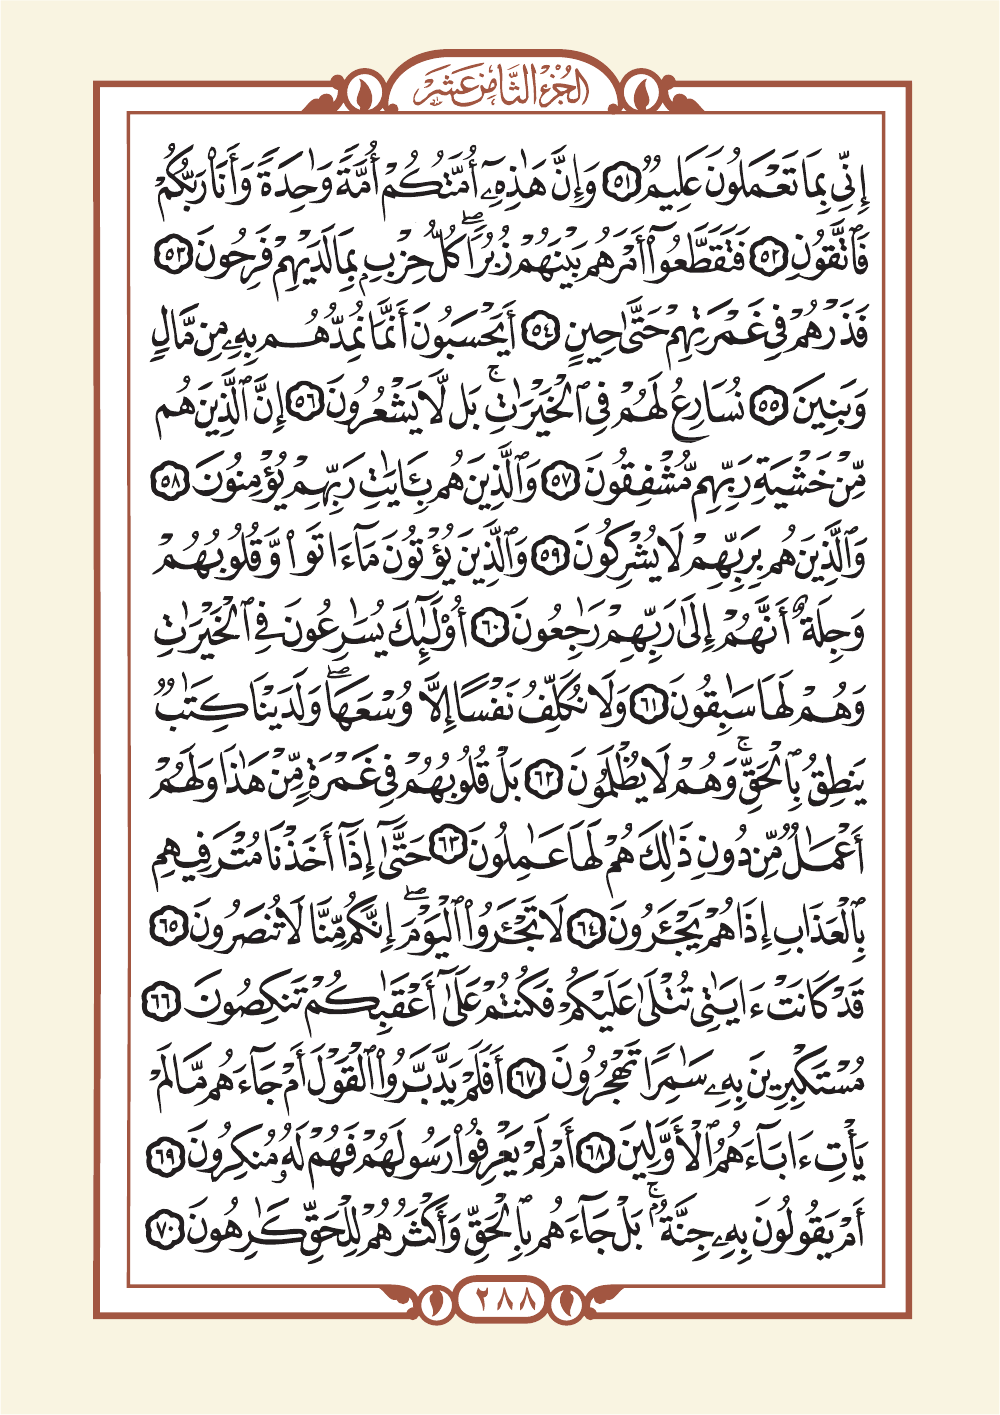 الجزء الثامن عشر
إِنِّي بِمَا تَعْمَلُونَ عَلِيمٌ ٥١ وَإِنَّ هَٰذِهِۦٓ أُمَّتُكُمْ أُمَّةً وَٰحِدَةً وَأَنَا۠ رَبُّكُمْ
فَٱتَّقُونِ ٥٢ فَتَقَطَّعُوٓا۟ أَمْرَهُم بَيْنَهُمْ زُبُرًا ۖ كُلُّ حِزْبٍۭ بِمَا لَدَيْهِمْ فَرِحُونَ ٥٣
فَذَرْهُمْ فِي غَمْرَتِهِمْ حَتَّىٰ حِينٍ ٥٤ أَيَحْسَبُونَ أَنَّمَا نُمِدُّهُم بِهِۦ مِن مَّالٍ
وَبَنِينَ ٥٥ نُسَارِعُ لَهُمْ فِي ٱلْخَيْرَٰتِ ۚ بَل لَّا يَشْعُرُونَ ٥٦ إِنَّ ٱلَّذِينَ هُم
مِّنْ خَشْيَةِ رَبِّهِم مُّشْفِقُونَ ٥٧ وَٱلَّذِينَ هُم بِـَٔايَٰتِ رَبِّهِمْ يُؤْمِنُونَ ٥٨
وَٱلَّذِينَ هُم بِرَبِّهِمْ لَا يُشْرِكُونَ ٥٩ وَٱلَّذِينَ يُؤْتُونَ مَآ ءَاتَوا۟ وَّقُلُوبُهُمْ
وَجِلَةٌ أَنَّهُمْ إِلَىٰ رَبِّهِمْ رَٰجِعُونَ ٦٠ أُو۟لَٰٓئِكَ يُسَٰرِعُونَ فِي ٱلْخَيْرَٰتِ
وَهُمْ لَهَا سَٰبِقُونَ ٦١ وَلَا نُكَلِّفُ نَفْسًا إِلَّا وُسْعَهَا ۖ وَلَدَيْنَا كِتَٰبٌ
يَنطِقُ بِٱلْحَقِّ ۚ وَهُمْ لَا يُظْلَمُونَ ٦٢ بَلْ قُلُوبُهُمْ فِي غَمْرَةٍ مِّنْ هَٰذَا وَلَهُمْ
أَعْمَٰلٌ مِّن دُونِ ذَٰلِكَ هُمْ لَهَا عَٰمِلُونَ ٦٣ حَتَّىٰٓ إِذَآ أَخَذْنَا مُتْرَفِيهِم
بِٱلْعَذَابِ إِذَا هُمْ يَجْـَٔرُونَ ٦٤ لَا تَجْـَٔرُوا۟ ٱلْيَوْمَ ۖ إِنَّكُم مِّنَّا لَا تُنصَرُونَ ٦٥
قَدْ كَانَتْ ءَايَٰتِي تُتْلَىٰ عَلَيْكُمْ فَكُنتُمْ عَلَىٰٓ أَعْقَٰبِكُمْ تَنكِصُونَ ٦٦
مُسْتَكْبِرِينَ بِهِۦ سَٰمِرًا تَهْجُرُونَ ٦٧ أَفَلَمْ يَدَّبَّرُوا۟ ٱلْقَوْلَ أَمْ جَآءَهُم مَّا لَمْ
يَأْتِ ءَابَآءَهُمُ ٱلْأَوَّلِينَ ٦٨ أَمْ لَمْ يَعْرِفُوا۟ رَسُولَهُمْ فَهُمْ لَهُۥ مُنكِرُونَ ٦٩
أَمْ يَقُولُونَ بِهِۦ جِنَّةٌۢ ۚ بَلْ جَآءَهُم بِٱلْحَقِّ وَأَكْثَرُهُمْ لِلْحَقِّ كَٰرِهُونَ ٧٠
٢٨٨